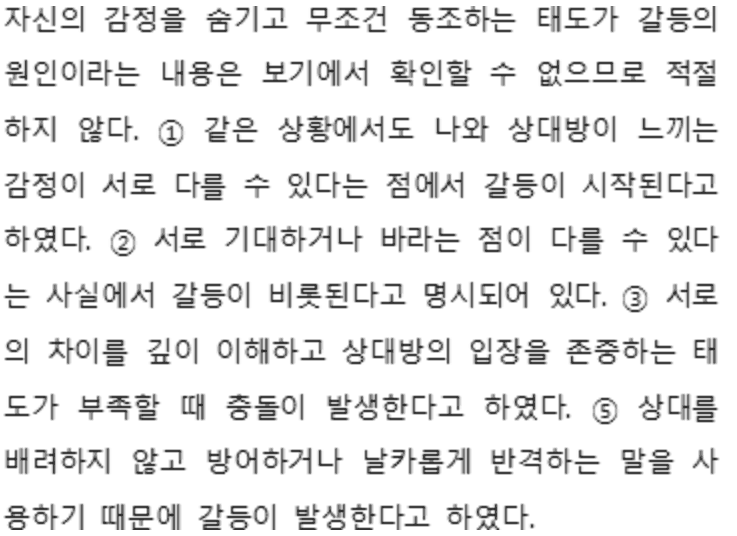 자신의 감정을 숨기고 무조건 동조하는 태도가 갈등의
원인이라는 내용은 보기에서 확인할 수 없으므로 적절
하지 않다. ① 같은 상황에서도 나와 상대방이 느끼는
감정이 서로 다를 수 있다는 점에서 갈등이 시작된다고
하였다. ② 서로 기대하거나 바라는 점이 다를 수 있다
는 사실에서 갈등이 비롯된다고 명시되어 있다. ③ 서로
의 차이를 깊이 이해하고 상대방의 입장을 존중하는 태
도가 부족할 때 충돌이 발생한다고 하였다. ⑤ 상대를
배려하지 않고 방어하거나 날카롭게 반격하는 말을 사
용하기 때문에 갈등이 발생한다고 하였다.